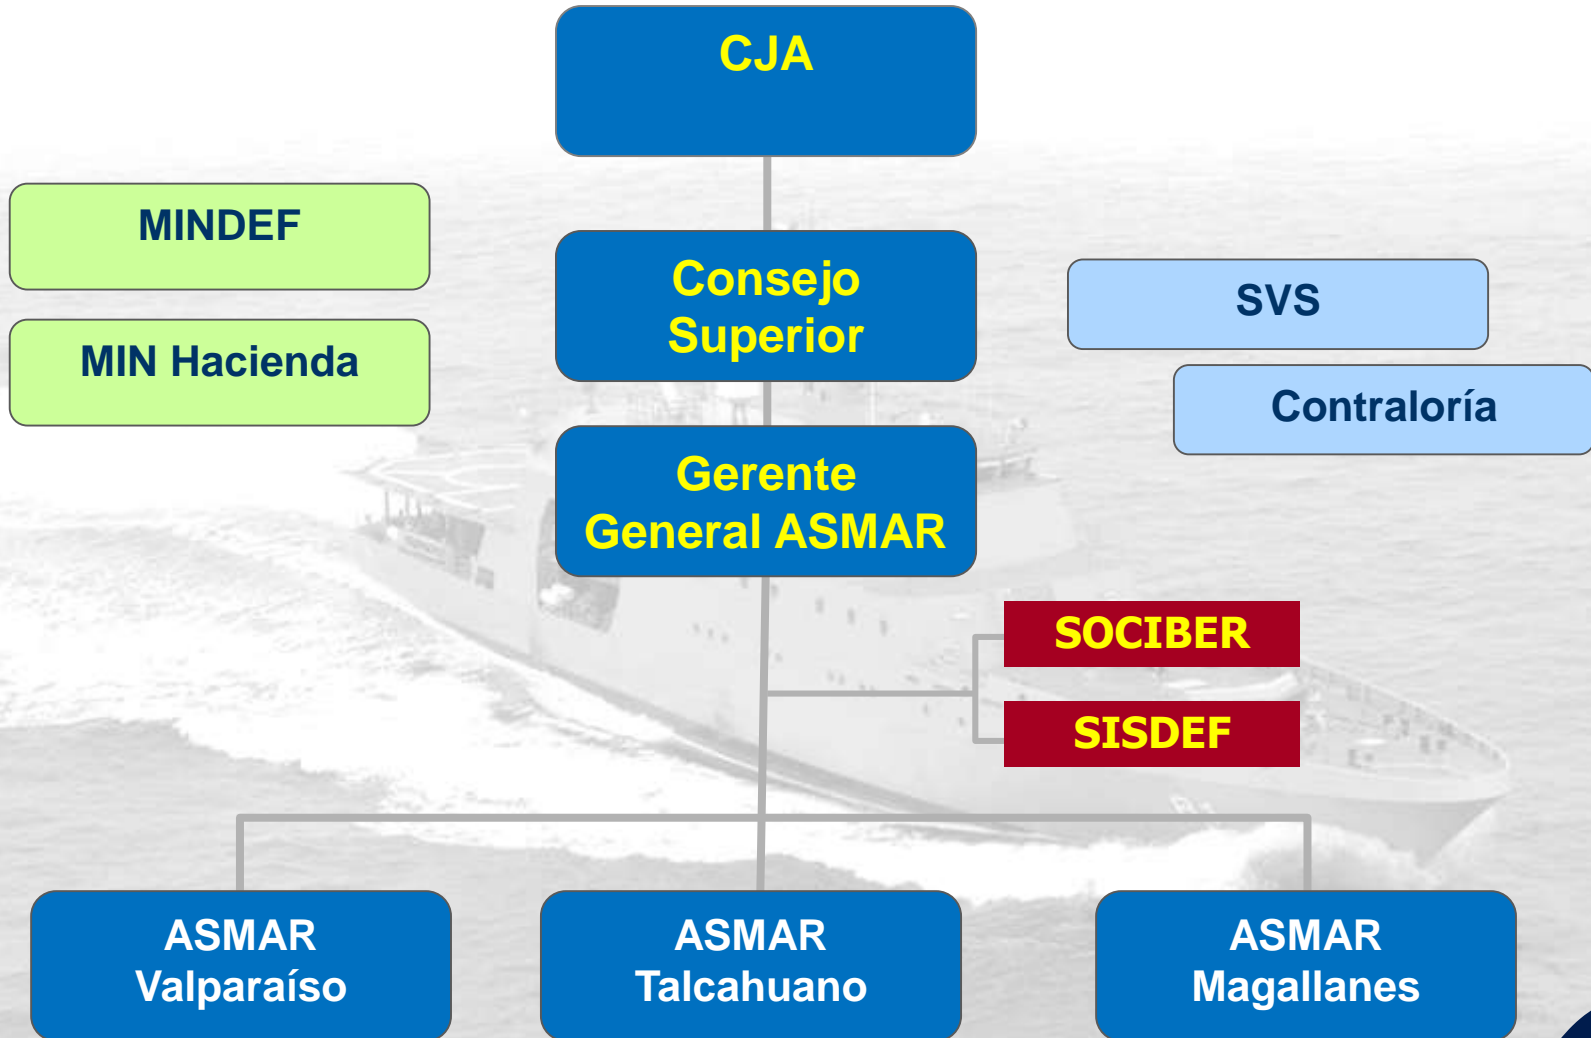 CJA
MINDEF
MIN Hacienda
Consejo
Superior
SVS
Contraloría
Gerente
General ASMAR
SOCIBER
SISDEF
ASMAR
Valparaíso
ASMAR
Talcahuano
ASMAR
Magallanes